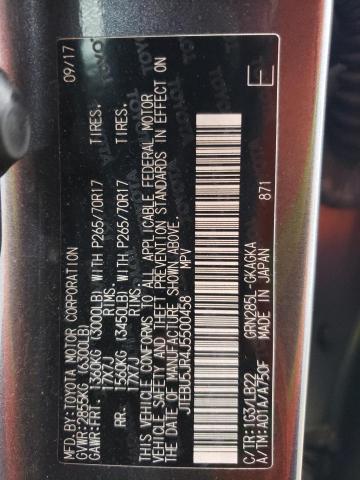 MFD.BY:TOYOTA MOTOR CORPORATION 09/17
GVWR:2855KG (6300LB)
GAWR:FRT. 1360KG (3000LB) WITH P265/70R17 TIRES.
17X7J RIMS.
RR. 1560KG (3450LB) WITH P265/70R17 TIRES.
17X7J RIMS.
THIS VEHICLE CONFORMS TO ALL APPLICABLE FEDERAL MOTOR
VEHICLE SAFETY AND THEFT PREVENTION STANDARDS IN EFFECT ON
THE DATE OF MANUFACTURE SHOWN ABOVE.
JTEBU5JR4J5500458 MPV
E
C/TR:1G3/LB22 GRN285L-GKAGKA 871
A/TM:A01A/A750F MADE IN JAPAN